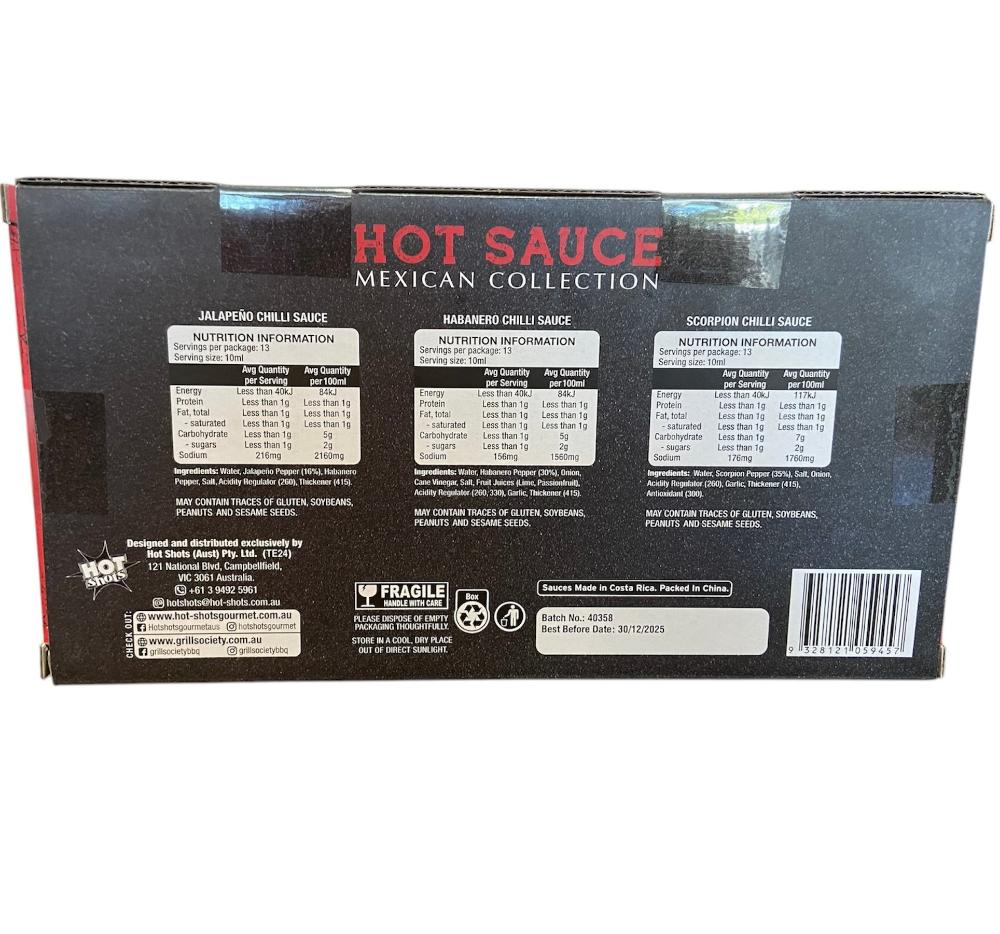 HOT SAUCE
MEXICAN COLLECTION
JALAPEÑO CHILLI SAUCE
NUTRITION INFORMATION
Servings per package: 13
Serving size: 10ml
Avg Quantity per Serving Avg Quantity per 100ml
Energy Less than 40kJ 84kJ
Protein Less than 1g Less than 1g
Fat, total Less than 1g Less than 1g
- saturated Less than 1g Less than 1g
Carbohydrate Less than 1g 5g
- sugars Less than 1g 2g
Sodium 216mg 2160mg
Ingredients: Water, Jalapeño Pepper (16%), Habanero
Pepper, Salt, Acidity Regulator (260), Thickener (415).
MAY CONTAIN TRACES OF GLUTEN, SOYBEANS,
PEANUTS AND SESAME SEEDS.
HABANERO CHILLI SAUCE
NUTRITION INFORMATION
Servings per package: 13
Serving size: 10ml
Avg Quantity per Serving Avg Quantity per 100ml
Energy Less than 40kJ 84kJ
Protein Less than 1g Less than 1g
Fat, total Less than 1g Less than 1g
- saturated Less than 1g Less than 1g
Carbohydrate Less than 1g 5g
- sugars Less than 1g 2g
Sodium 156mg 1560mg
Ingredients: Water, Habanero Pepper (30%), Onion,
Cane Vinegar, Salt, Fruit Juices (Lime, Passionfruit),
Acidity Regulator (260, 330), Garlic, Thickener (415).
MAY CONTAIN TRACES OF GLUTEN, SOYBEANS,
PEANUTS AND SESAME SEEDS.
SCORPION CHILLI SAUCE
NUTRITION INFORMATION
Servings per package: 13
Serving size: 10ml
Avg Quantity per Serving Avg Quantity per 100ml
Energy Less than 40kJ 117kJ
Protein Less than 1g Less than 1g
Fat, total Less than 1g Less than 1g
- saturated Less than 1g Less than 1g
Carbohydrate Less than 1g 7g
- sugars Less than 1g 2g
Sodium 176mg 1760mg
Ingredients: Water, Scorpion Pepper (35%), Salt, Onion,
Acidity Regulator (260), Garlic, Thickener (415),
Antioxidant (300).
MAY CONTAIN TRACES OF GLUTEN, SOYBEANS,
PEANUTS AND SESAME SEEDS.
HOT
Shots
Designed and distributed exclusively by
Hot Shots (Aust) Pty. Ltd. (TE24)
121 National Blvd, Campbellfield,
VIC 3061 Australia.
+61 3 9492 5961
hotshots@hot-shots.com.au
CHECK OUT:
www.hot-shotsgourmet.com.au
Hotshotsgourmetaus hotshotsgourmet
www.grillsociety.com.au
grillsocietybbq grillsocietybbq
FRAGILE
HANDLE WITH CARE
PLEASE DISPOSE OF EMPTY
PACKAGING THOUGHTFULLY.
STORE IN A COOL, DRY PLACE
OUT OF DIRECT SUNLIGHT.
Box
Sauces Made in Costa Rica. Packed In China.
Batch No.: 40358
Best Before Date: 30/12/2025
9 328121 059457